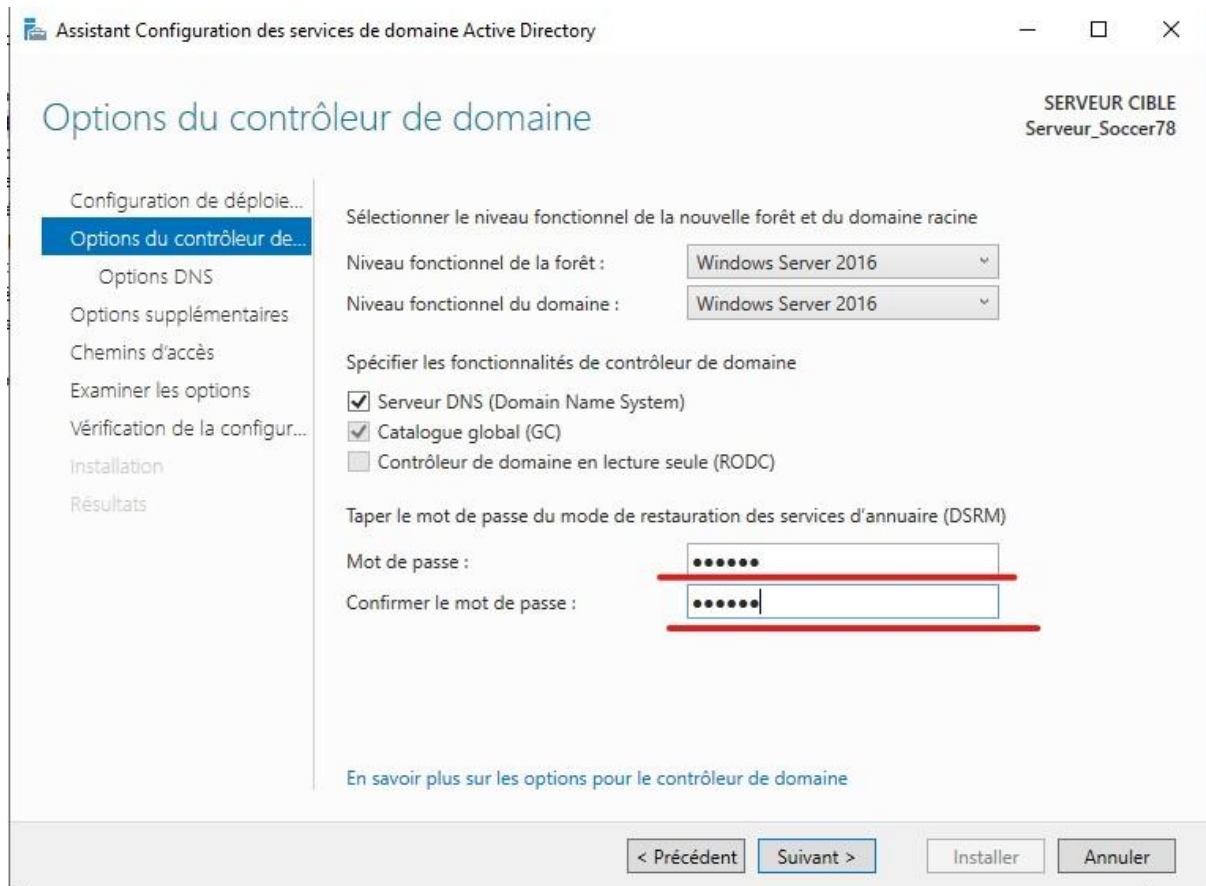 Assistant Configuration des services de domaine Active Directory
Options du contrôleur de domaine
SERVEUR CIBLE
Serveur_Soccer78
Configuration de déploie...
Options du contrôleur de...
Options DNS
Options supplémentaires
Chemins d'accès
Examiner les options
Vérification de la configur...
Installation
Résultats
Sélectionner le niveau fonctionnel de la nouvelle forêt et du domaine racine
Niveau fonctionnel de la forêt : Windows Server 2016
Niveau fonctionnel du domaine : Windows Server 2016
Spécifier les fonctionnalités de contrôleur de domaine
Serveur DNS (Domain Name System)
Catalogue global (GC)
Contrôleur de domaine en lecture seule (RODC)
Taper le mot de passe du mode de restauration des services d'annuaire (DSRM)
Mot de passe : ••••••
Confirmer le mot de passe : ••••••
En savoir plus sur les options pour le contrôleur de domaine
< Précédent Suivant > Installer Annuler